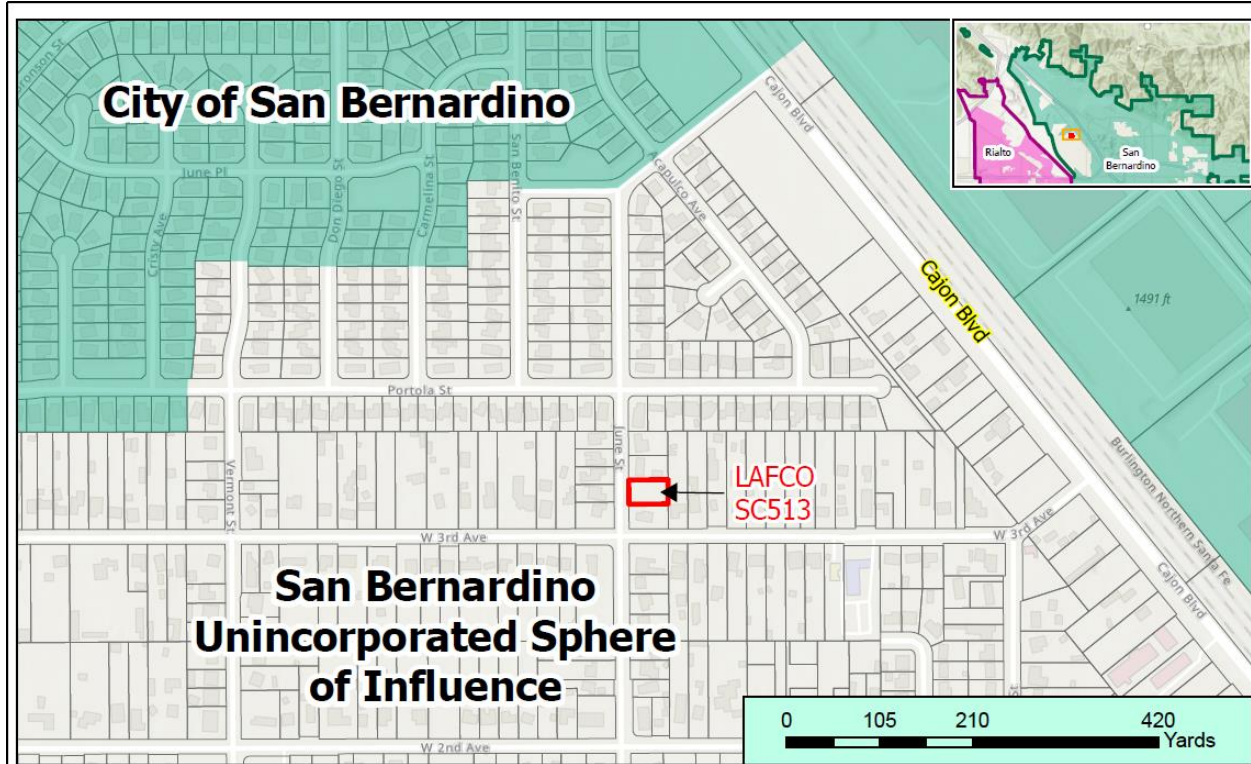 City of San Bernardino
June Pl
Don Diego St
Carmelina St
San Benito St
Cristy Ave
Acapulco Ave
Cajon Blvd
Cajon Blvd
Rialto
San
Bernardino
1491 ft
Portola St
June St
Vermont St
LAFCO
SC513
W 3rd Ave
W 3rd Ave
Burlington Northern Santa Fe
Cajon Blvd
San Bernardino
Unincorporated Sphere
of Influence
W 2nd Ave
0 105 210 420
Yards